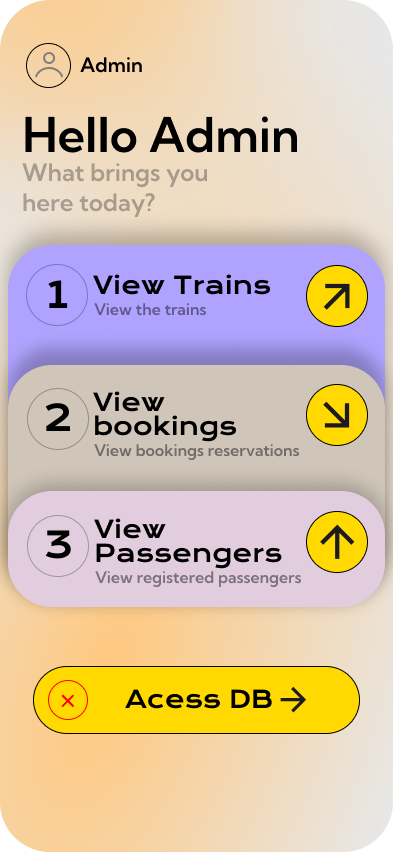 Admin
Hello Admin
What brings you
here today?
1
View Trains
View the trains
2
View
bookings
View bookings reservations
3
View
Passengers
View registered passengers
Acess DB